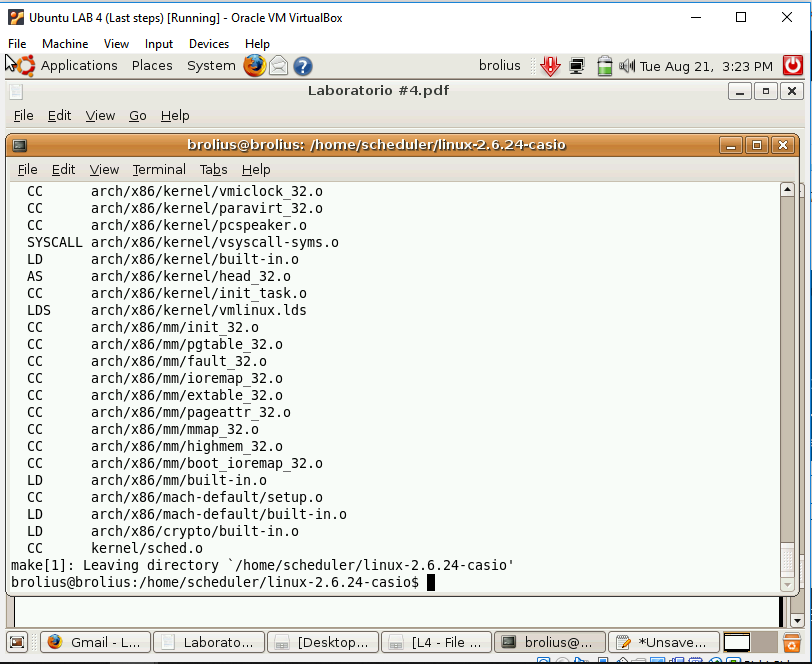 Ubuntu LAB 4 (Last steps) [Running] - Oracle VM VirtualBox
File Machine View Input Devices Help
Applications Places System brolius Tue Aug 21, 3:23 PM
Laboratorio #4.pdf
File Edit View Go Help
brolius@brolius: /home/scheduler/linux-2.6.24-casio
File Edit View Terminal Tabs Help
CC arch/x86/kernel/vmiclock_32.o
CC arch/x86/kernel/paravirt_32.o
CC arch/x86/kernel/pcspeaker.o
SYSCALL arch/x86/kernel/vsyscall-syms.o
LD arch/x86/kernel/built-in.o
AS arch/x86/kernel/head_32.o
CC arch/x86/kernel/init_task.o
LDS arch/x86/kernel/vmlinux.lds
CC arch/x86/mm/init_32.o
CC arch/x86/mm/pgtable_32.o
CC arch/x86/mm/fault_32.o
CC arch/x86/mm/ioremap_32.o
CC arch/x86/mm/extable_32.o
CC arch/x86/mm/pageattr_32.o
CC arch/x86/mm/mmap_32.o
CC arch/x86/mm/highmem_32.o
CC arch/x86/mm/boot_ioremap_32.o
LD arch/x86/mm/built-in.o
CC arch/x86/mach-default/setup.o
LD arch/x86/mach-default/built-in.o
LD arch/x86/crypto/built-in.o
CC kernel/sched.o
make[1]: Leaving directory `/home/scheduler/linux-2.6.24-casio'
brolius@brolius:/home/scheduler/linux-2.6.24-casio$
Gmail - L... Laborato... [Desktop... [L4 - File ... brolius@... *Unsave...